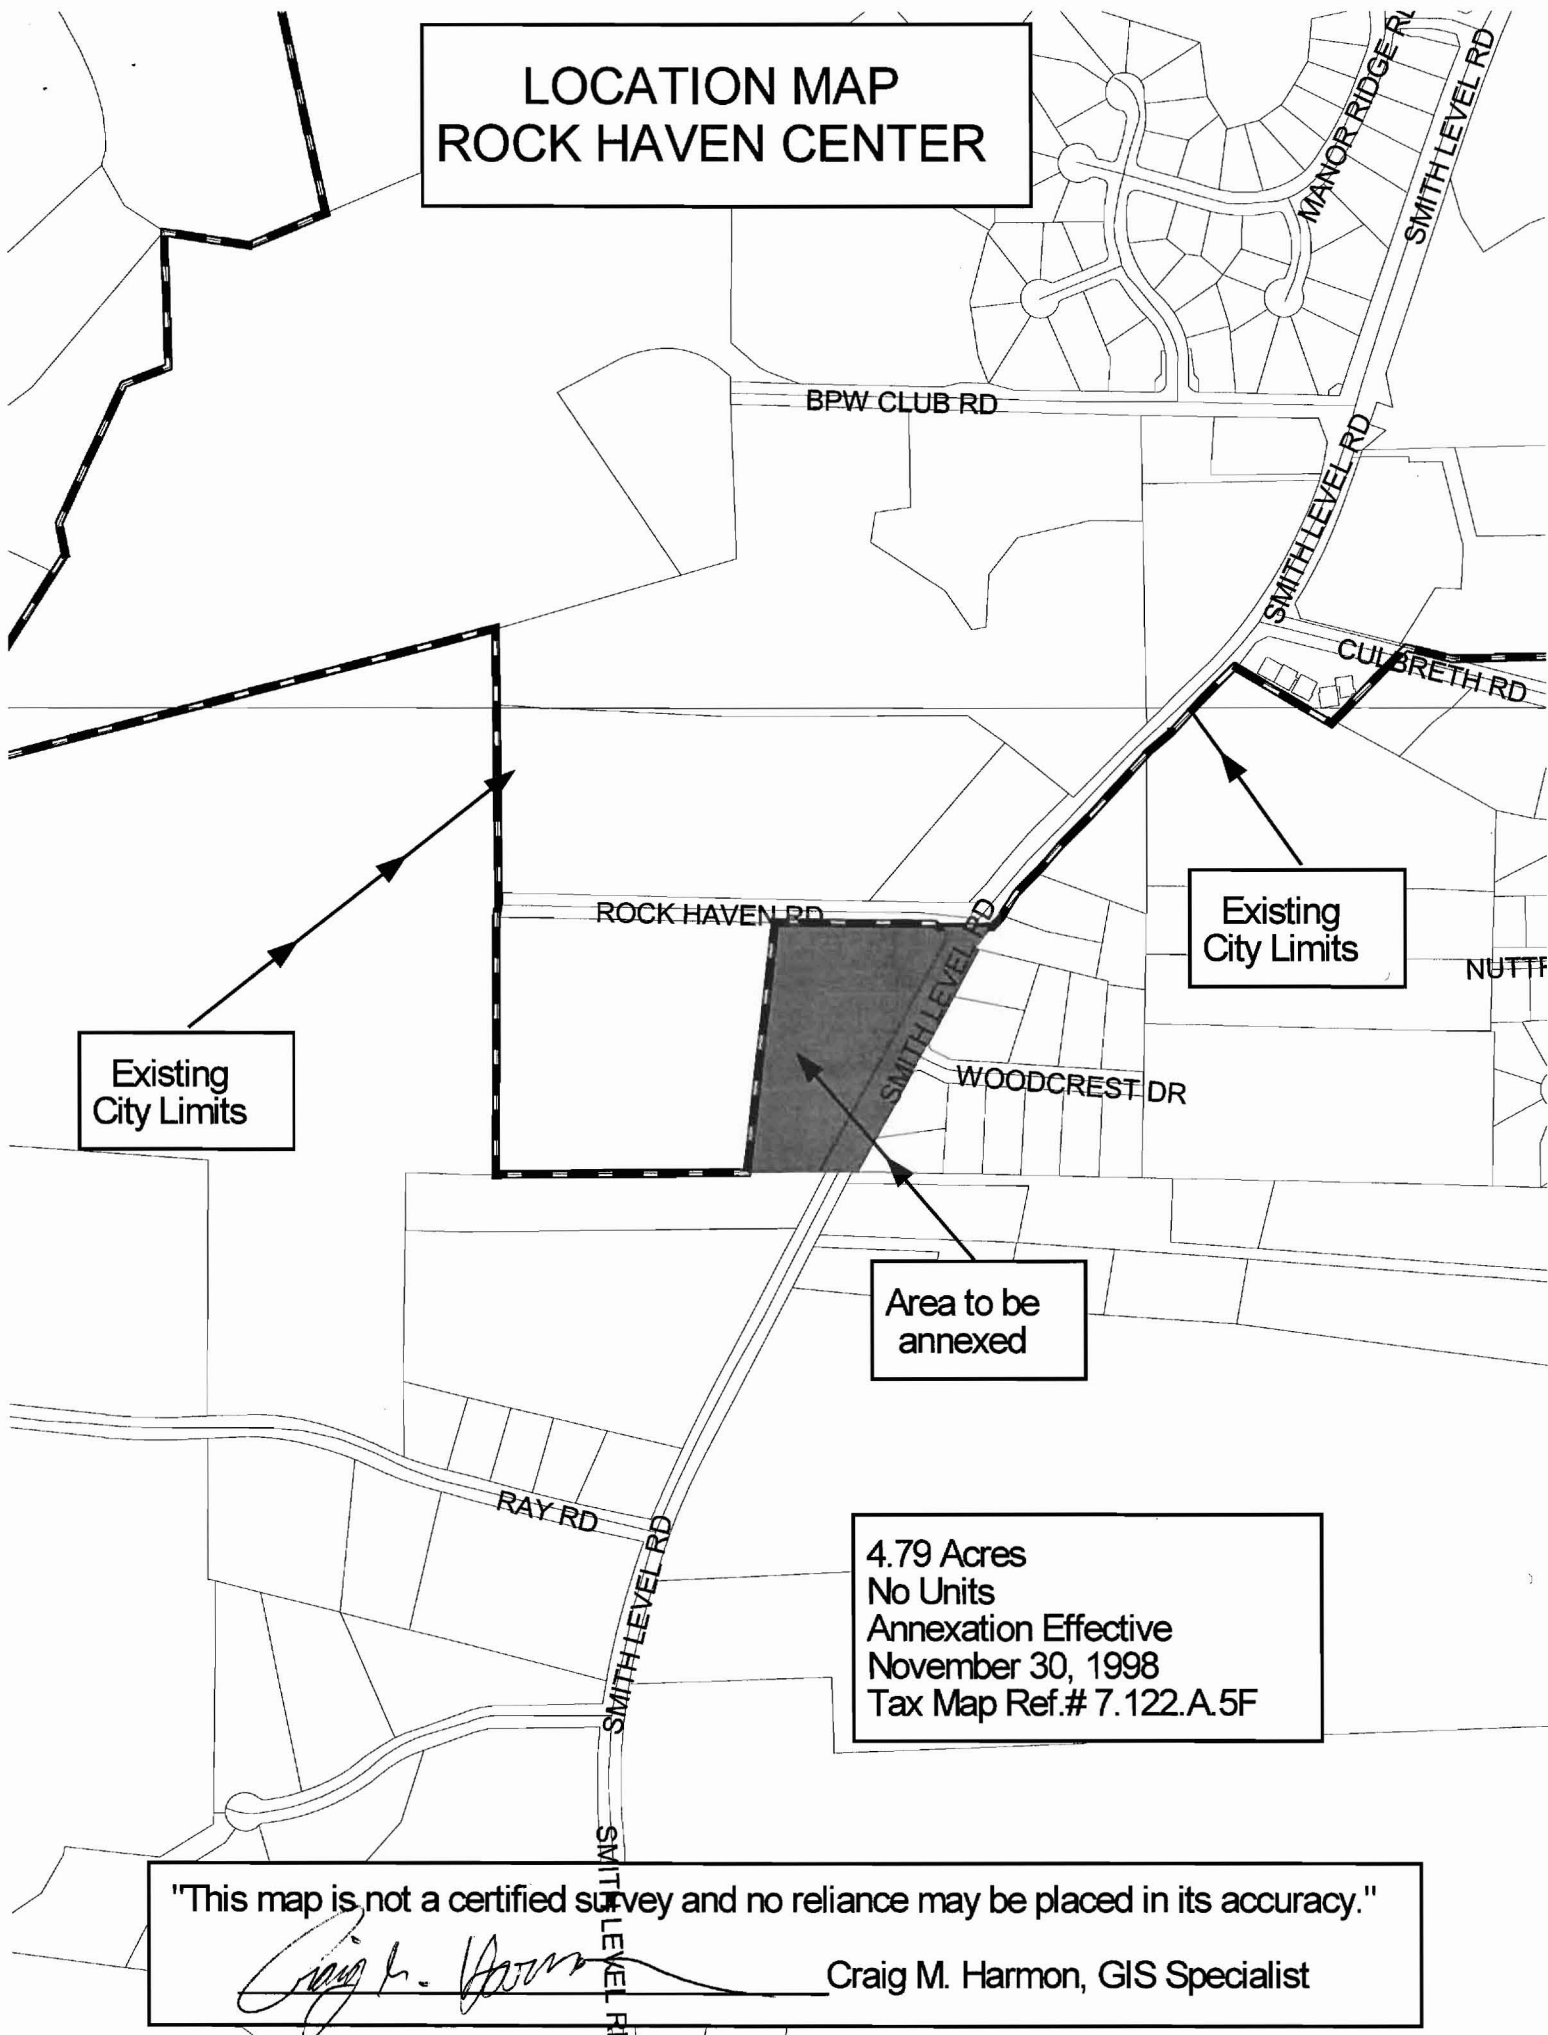 LOCATION MAP
ROCK HAVEN CENTER
MANOR RIDGE
SMITH LEVEL RD
BPW CLUB RD
SMITH LEVEL RD
CULBRETH RD
ROCK HAVEN RD
SMITH LEVEL RD
Existing
City Limits
Existing
City Limits
WOODCREST DR
Area to be
annexed
RAY RD
SMITH LEVEL RD
4.79 Acres
No Units
Annexation Effective
November 30, 1998
Tax Map Ref.# 7.122.A.5F
SMITH LEVEL
"This map is not a certified survey and no reliance may be placed in its accuracy."
Craig M. Harmon
Craig M. Harmon, GIS Specialist